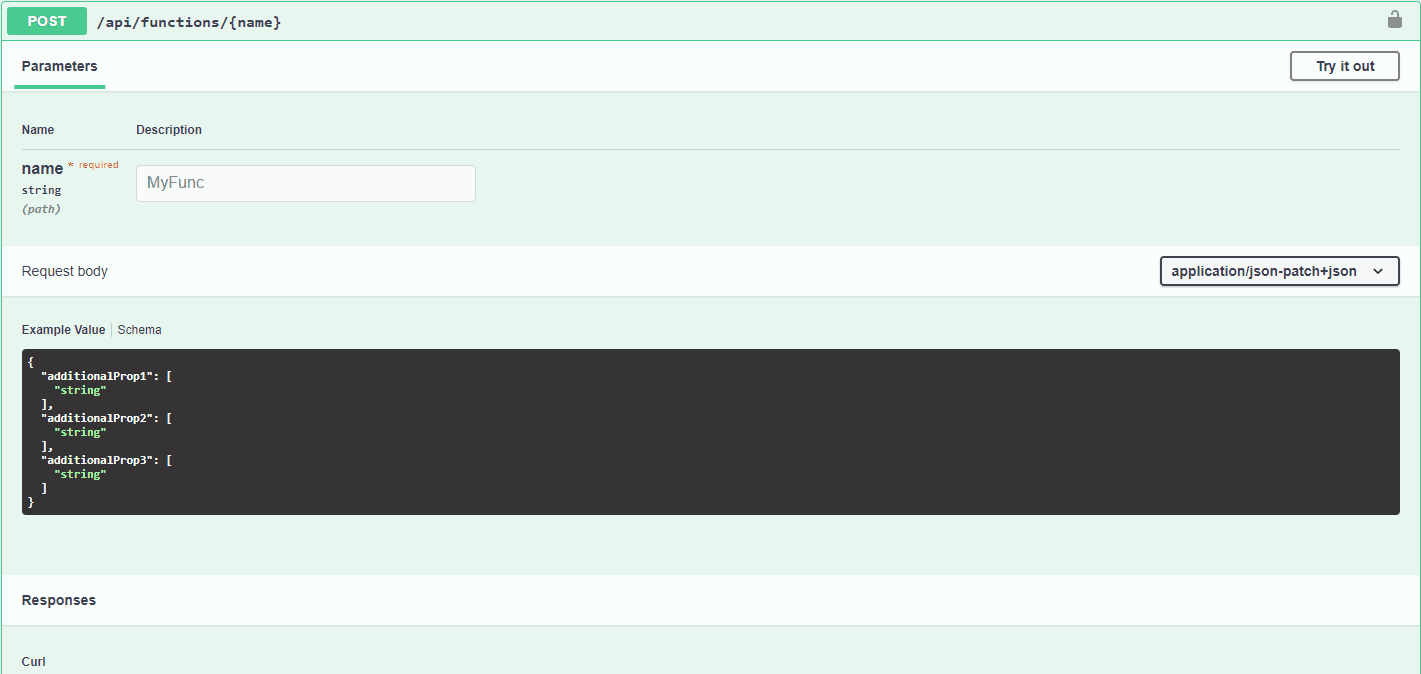 POST /api/functions/{name}
Parameters
Try it out
Name Description
name * required
string
(path)
MyFunc
Request body
application/json-patch+json
Example Value Schema
{
  "additionalProp1": [
    "string"
  ],
  "additionalProp2": [
    "string"
  ],
  "additionalProp3": [
    "string"
  ]
}
Responses
Curl